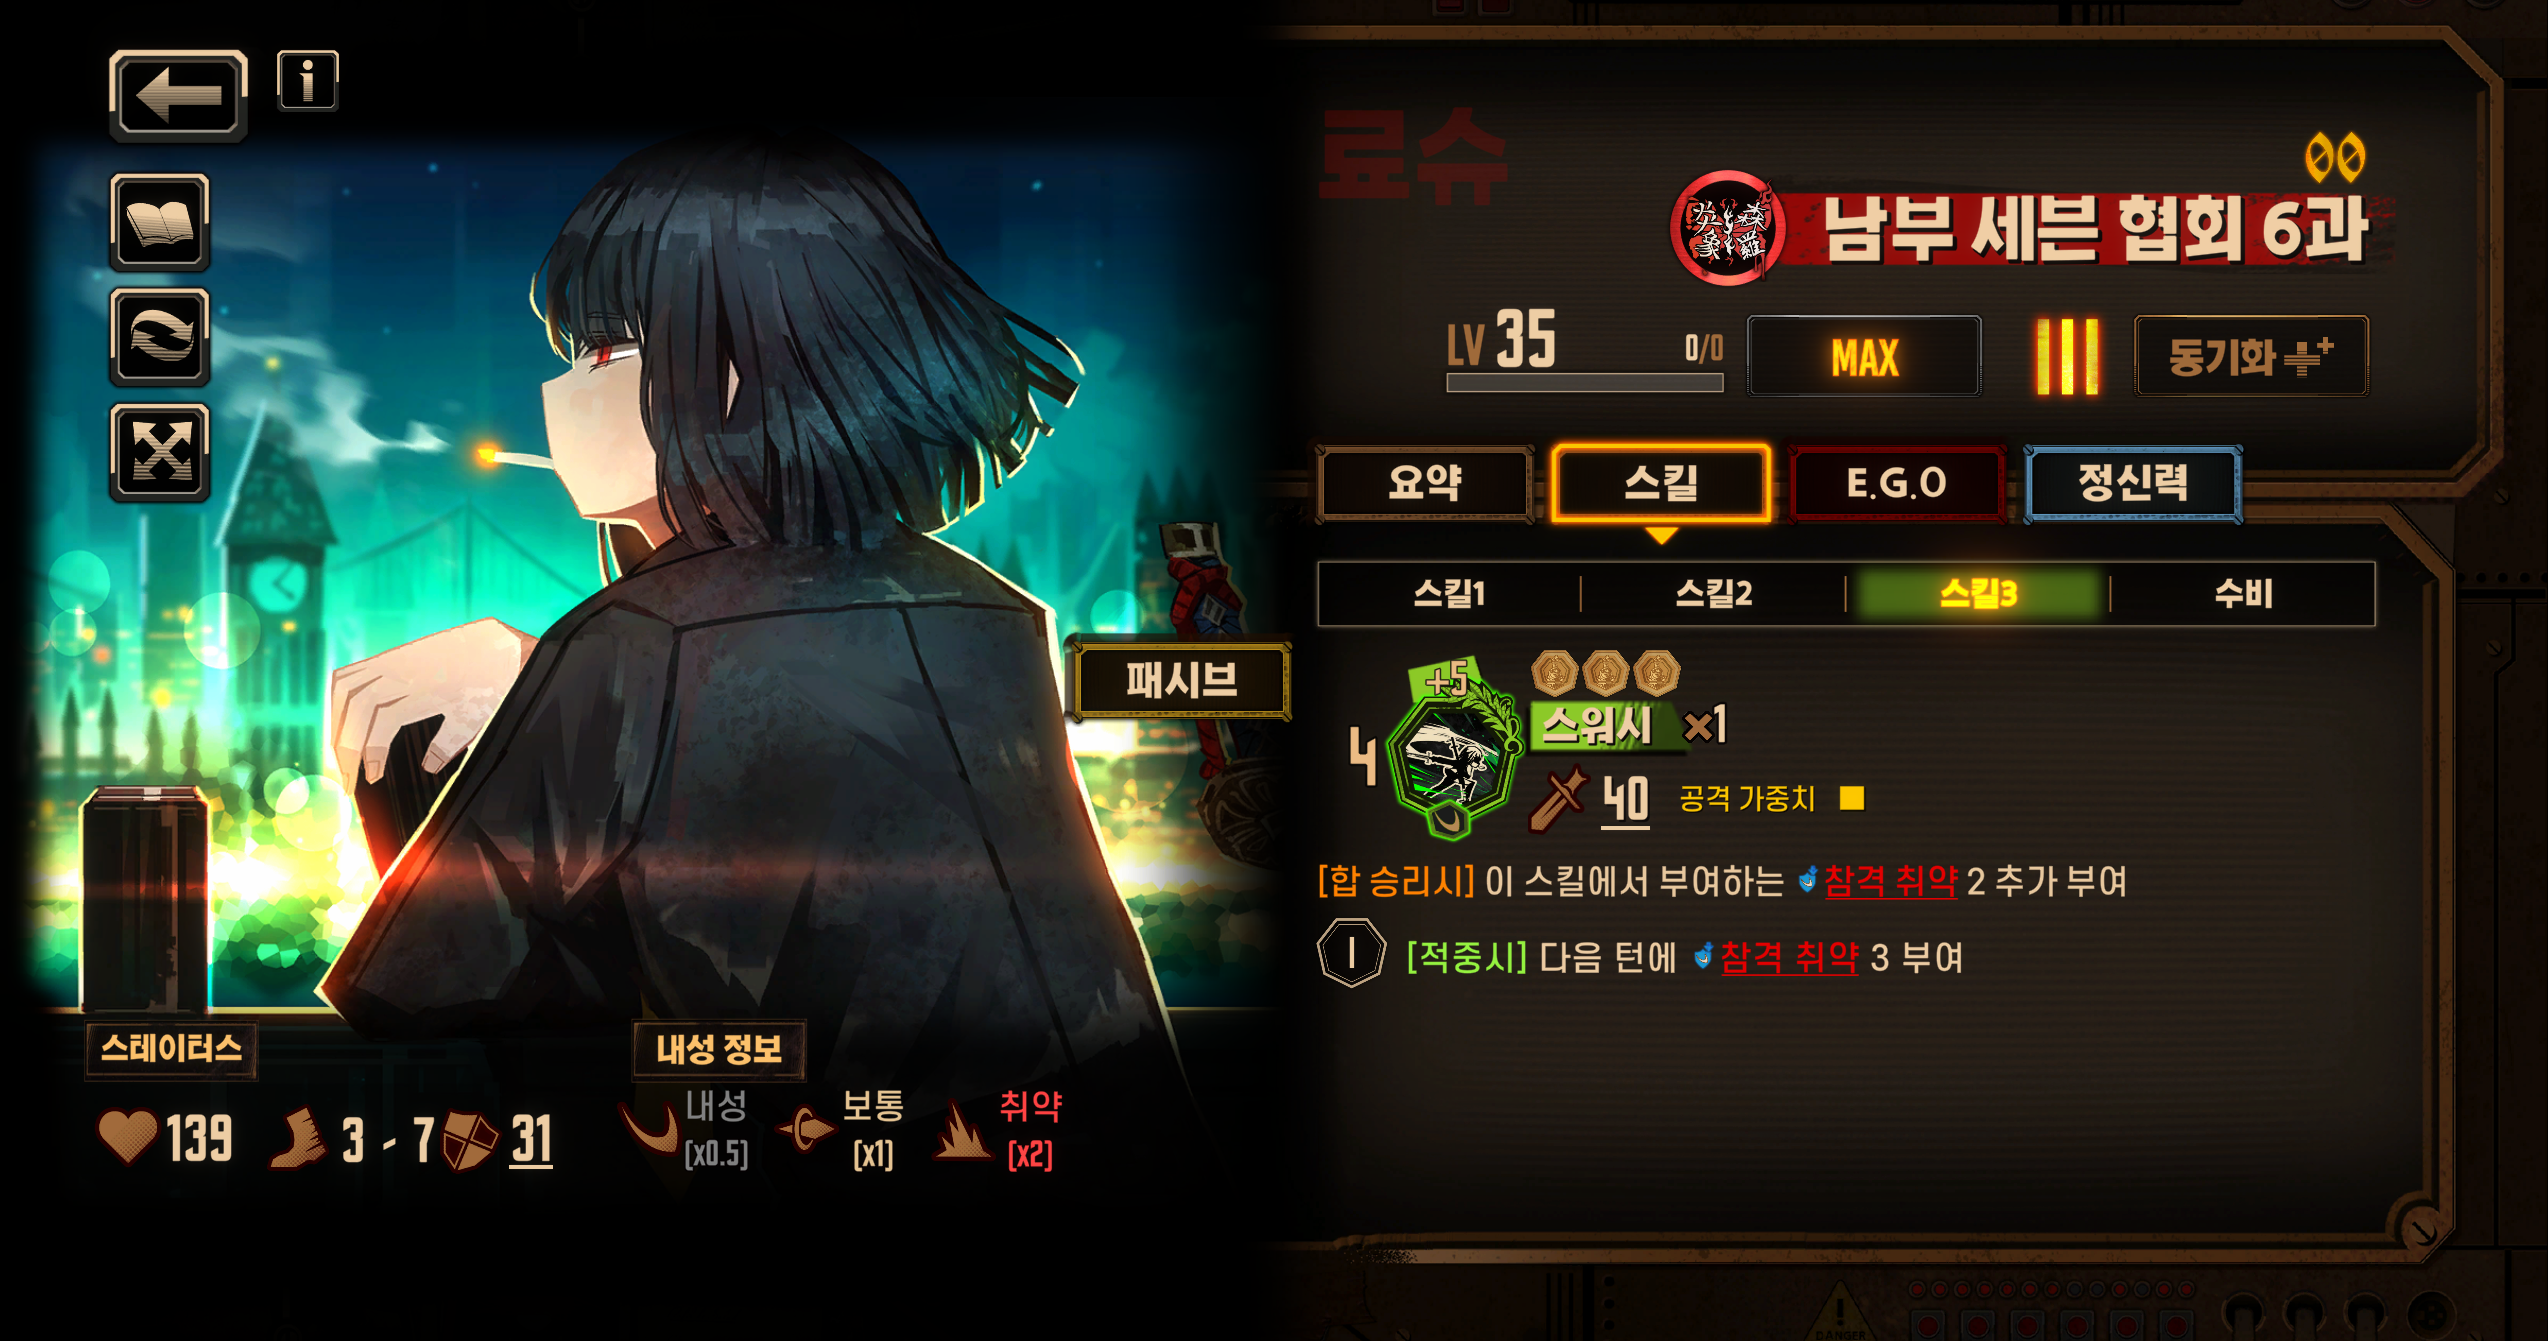 료슈
남부 세븐 협회 6과
LV 35
0/0
MAX
동기화
요약
스킬
E.G.O
정신력
스킬1
스킬2
스킬3
수비
패시브
+5
4
스워시 ×1
40
공격 가중치
[합 승리시] 이 스킬에서 부여하는 참격 취약 2 추가 부여
I [적중시] 다음 턴에 참격 취약 3 부여
스테이터스
139
3 - 7
31
내성 정보
내성
[x0.5]
보통
[x1]
취약
[x2]
DANGER